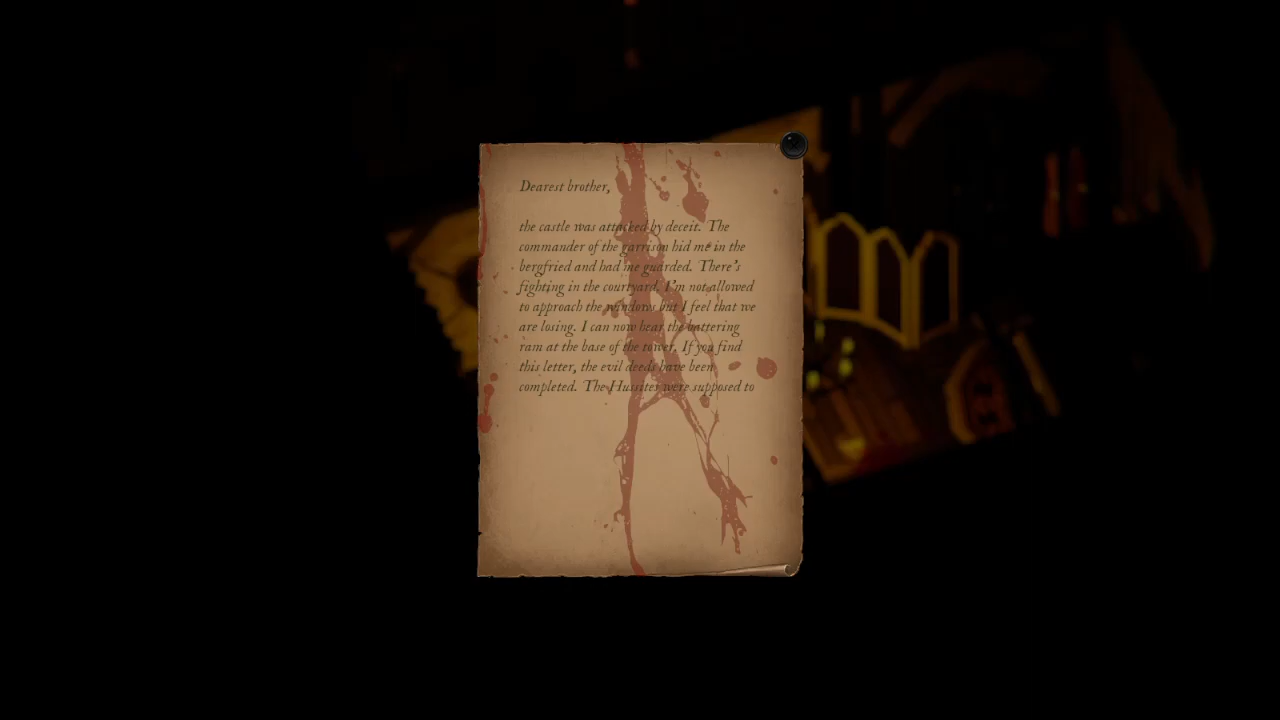 Dearest brother,
the castle was attacked by deceit. The
commander of the garrison hid me in the
bergfried and had me guarded. There's
fighting in the courtyard. I'm not allowed
to approach the windows but I feel that we
are losing. I can now hear the battering
ram at the base of the tower. If you find
this letter, the evil deeds have been
completed. The Hussites were supposed to